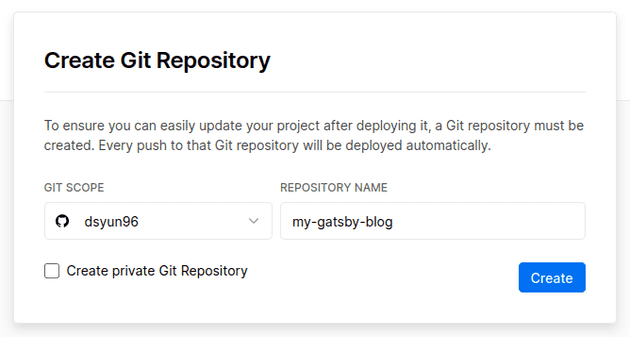 Create Git Repository
To ensure you can easily update your project after deploying it, a Git repository must be
created. Every push to that Git repository will be deployed automatically.
GIT SCOPE
REPOSITORY NAME
dsyun96
my-gatsby-blog
Create private Git Repository
Create